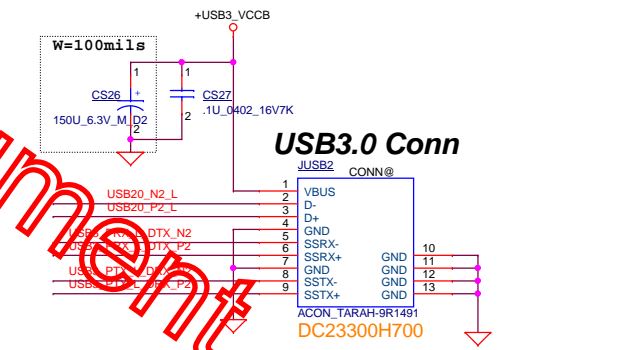 +USB3_VCCB
W=100mils
1
1
CS26
+
CS27
.1U_0402_16V7K
150U_6.3V_M_D2
2
2
USB3.0 Conn
JUSB2
CONN@
1 VBUS
USB20_N2_L 2 D-
USB20_P2_L 3 D+
4 GND
5 SSRX-
6 SSRX+ GND 10
7 GND GND 11
8 SSTX- GND 12
9 SSTX+ GND 13
ACON_TARAH-9R1491
DC23300H700
ument